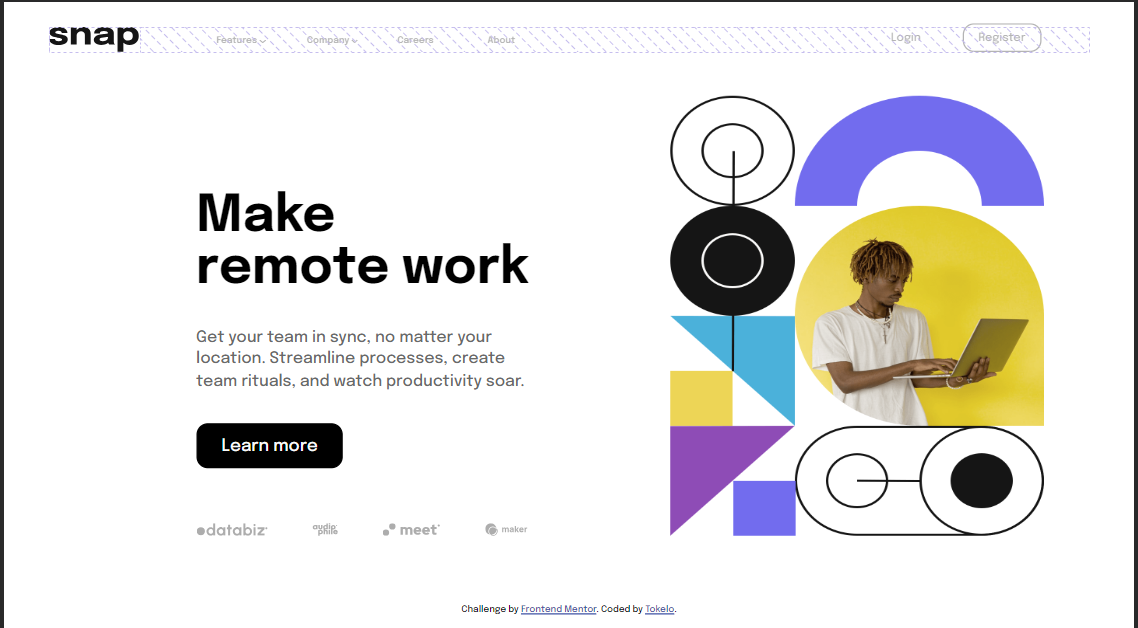 snap
Features
Company
Careers
About
Login
Register
Make
remote work
Get your team in sync, no matter your
location. Streamline processes, create
team rituals, and watch productivity soar.
Learn more
databiz
audio
phile
meet
maker
Challenge by Frontend Mentor. Coded by Tokelo.